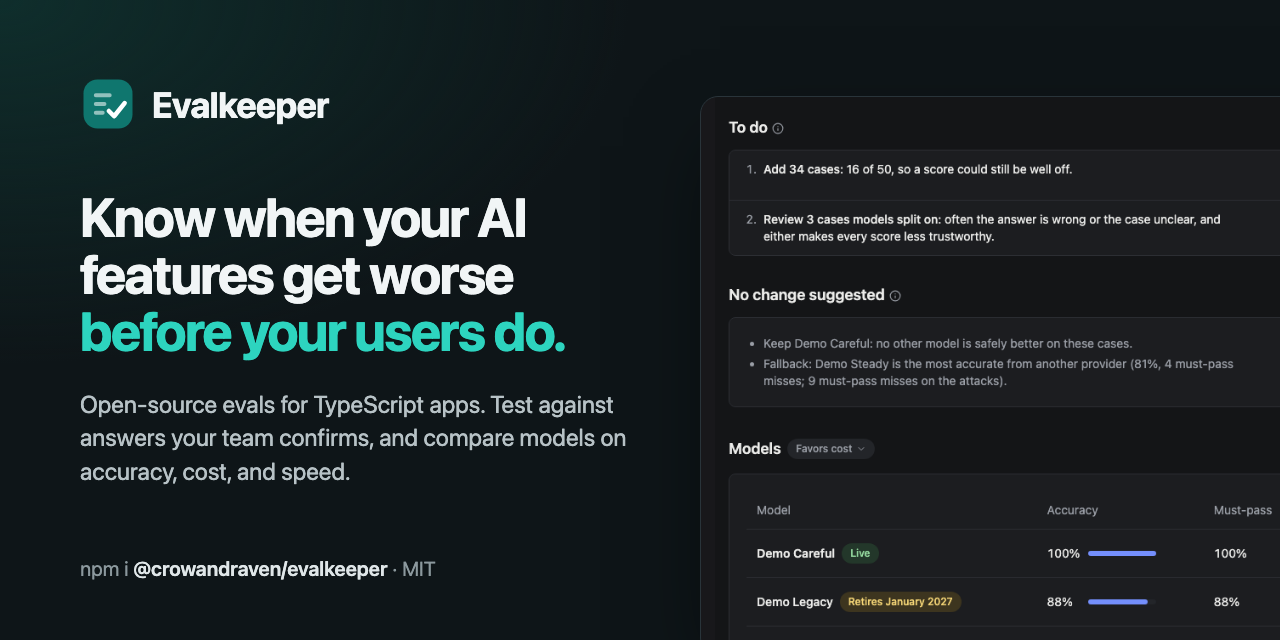 Evalkeeper
Know when your AI
features get worse
before your users do.
Open-source evals for TypeScript apps. Test against
answers your team confirms, and compare models on
accuracy, cost, and speed.
npm i @crowandraven/evalkeeper · MIT
To do
1. Add 34 cases: 16 of 50, so a score could still be well off.
2. Review 3 cases models split on: often the answer is wrong or the case unclear, and
either makes every score less trustworthy.
No change suggested
• Keep Demo Careful: no other model is safely better on these cases.
• Fallback: Demo Steady is the most accurate from another provider (81%, 4 must-pass
misses; 9 must-pass misses on the attacks).
Models Favors cost
Model Accuracy Must-pass
Demo Careful Live 100% 100%
Demo Legacy Retires January 2027 88% 88%